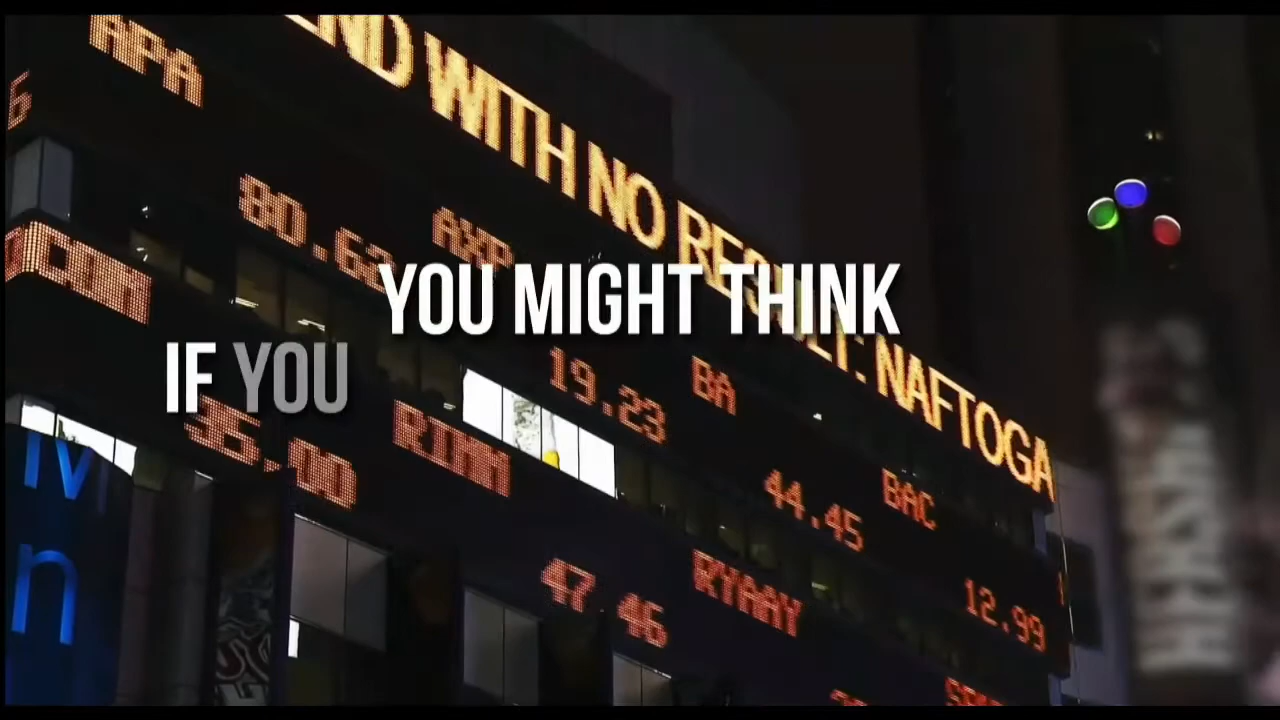 YOU MIGHT THINK
IF YOU
END WITH NO RESULT: NAFTOGA
APA
80.62 AXP
19.23 BA
44.45 BAC
12.99
OCOM
35.00 RIMM
47.46 RYAAY
M
n